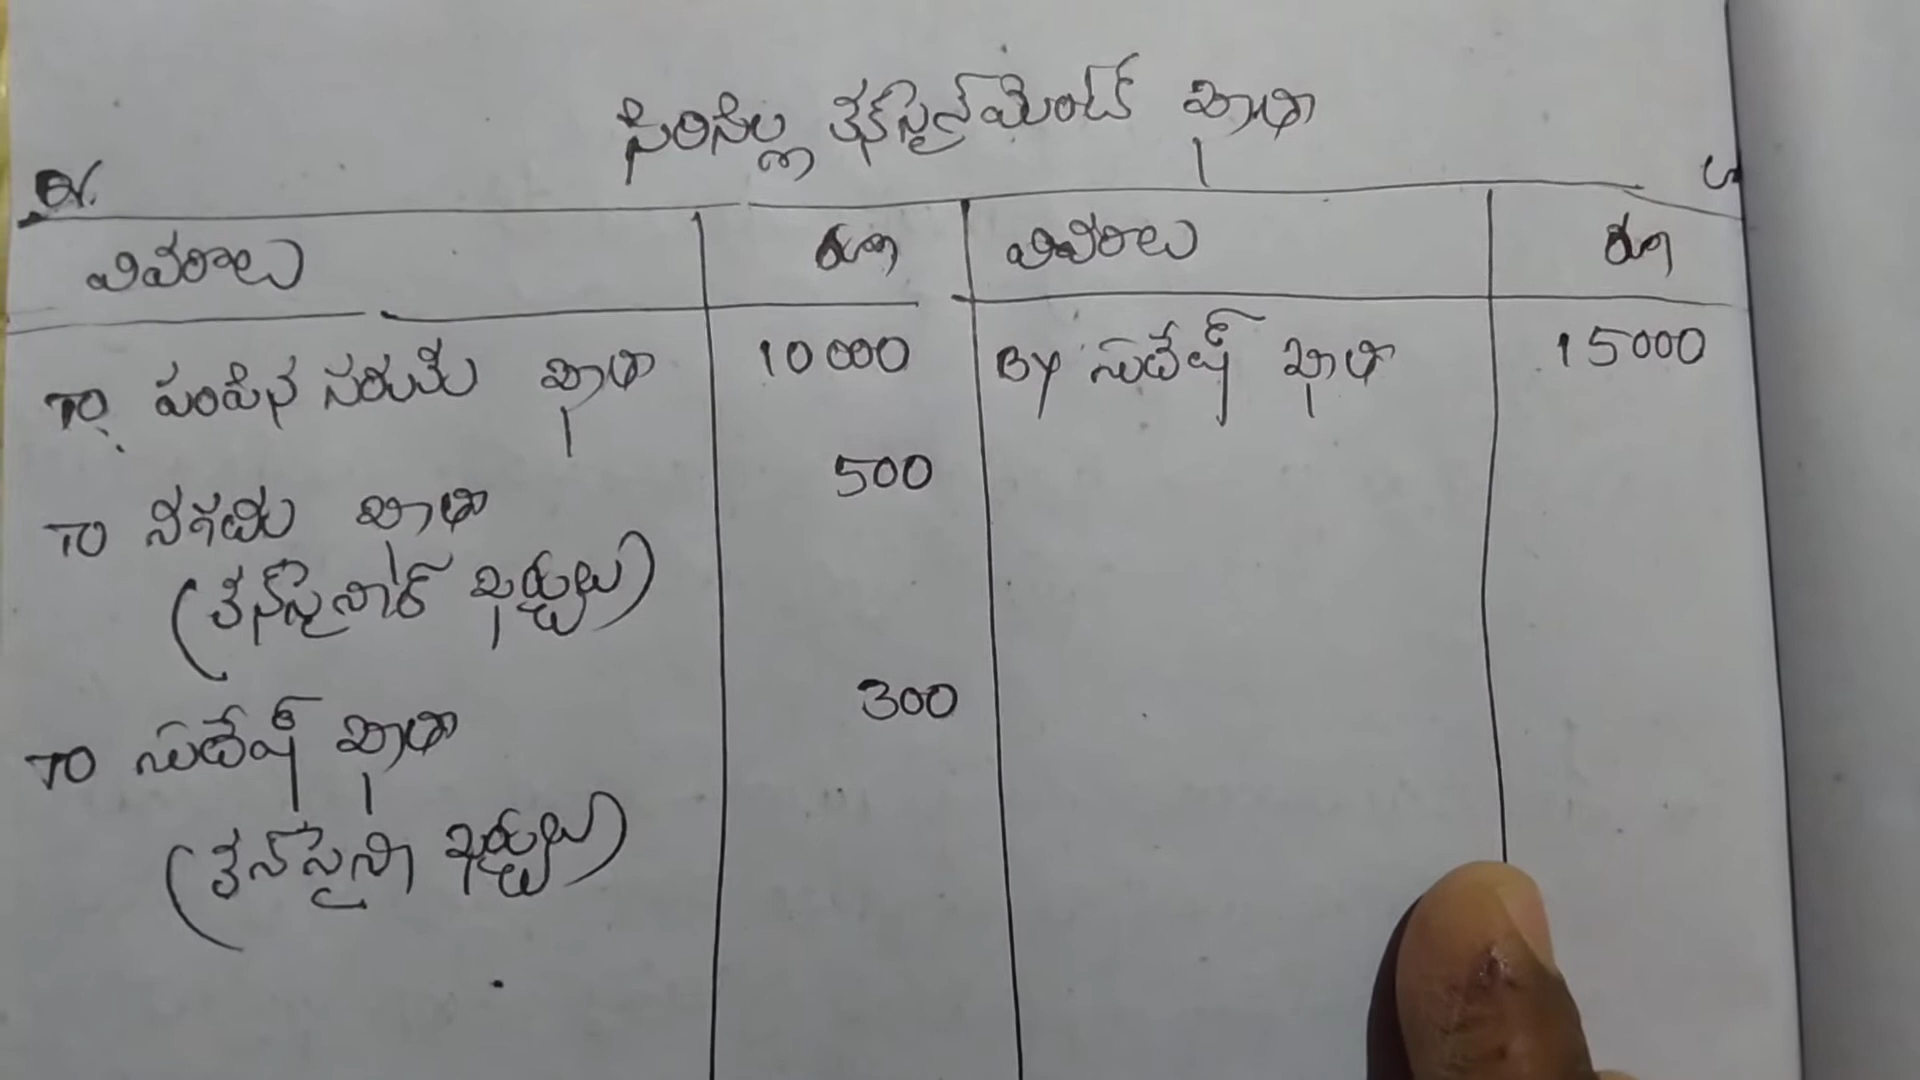 సిరిసిల్ల కన్‌సైన్‌మెంట్ ఖాతా
Dr.
వివరాలు రూ వివరాలు రూ
To పంపిన సరుకు ఖాతా 10000 By సురేష్ ఖాతా 15000
To నగదు ఖాతా 500
(కన్‌సైనార్ ఖర్చులు)
To సురేష్ ఖాతా 300
(కన్‌సైనీ ఖర్చులు)